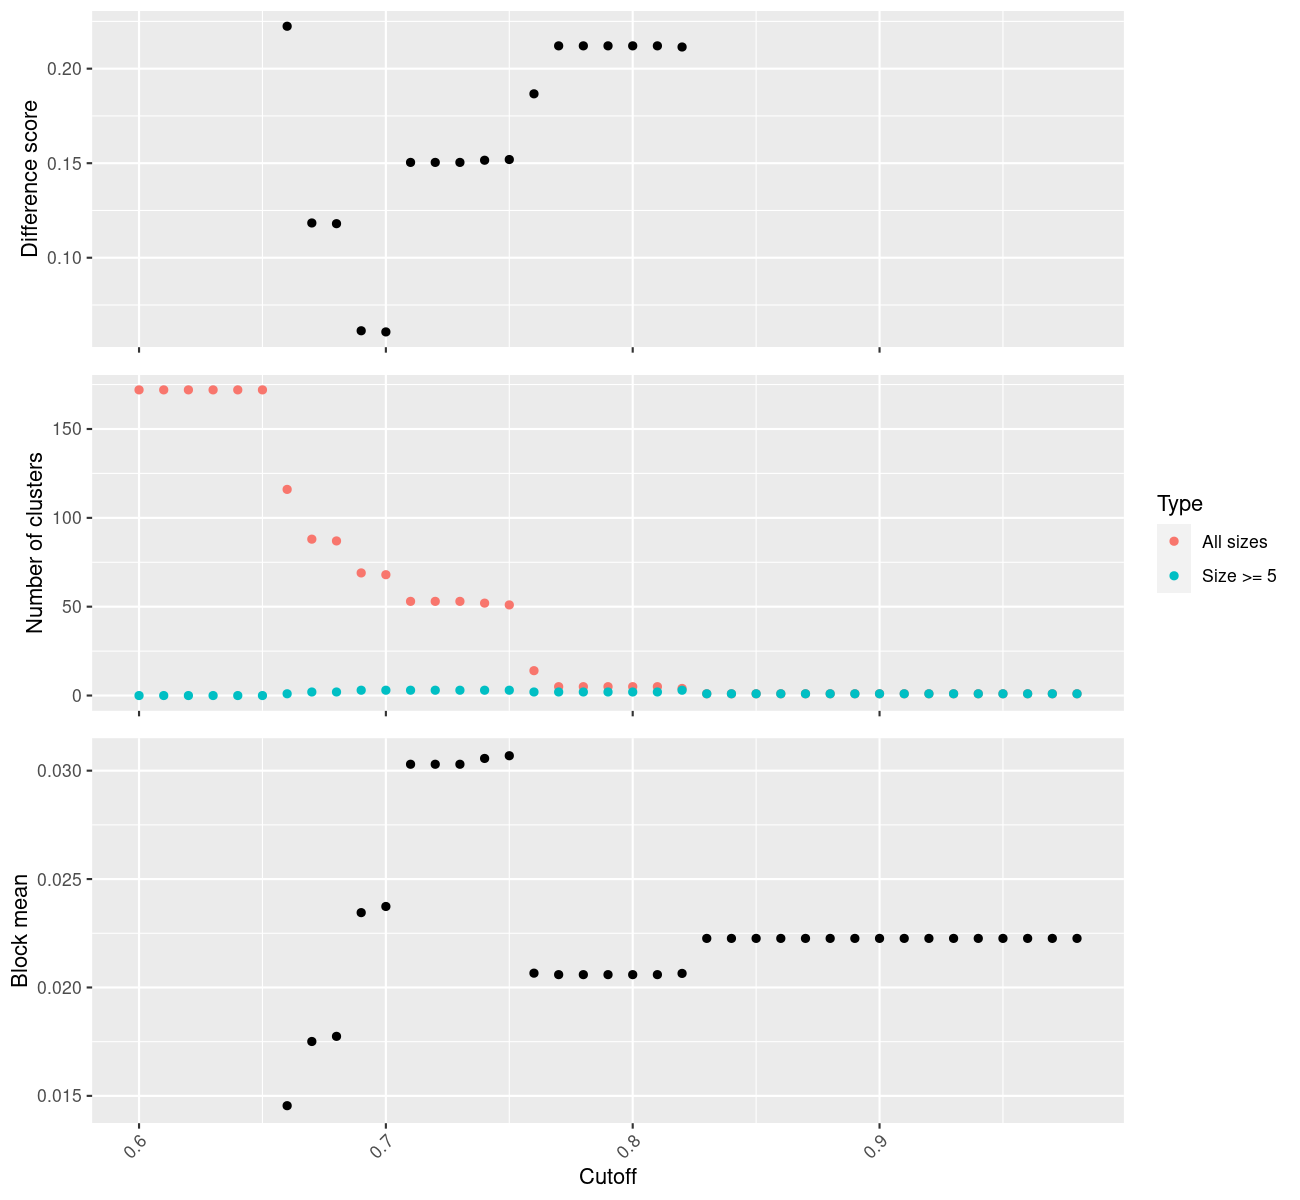 Difference score
0.20
0.15
0.10
Number of clusters
150
100
50
0
Type
All sizes
Size >= 5
Block mean
0.030
0.025
0.020
0.015
0.6
0.7
0.8
0.9
Cutoff